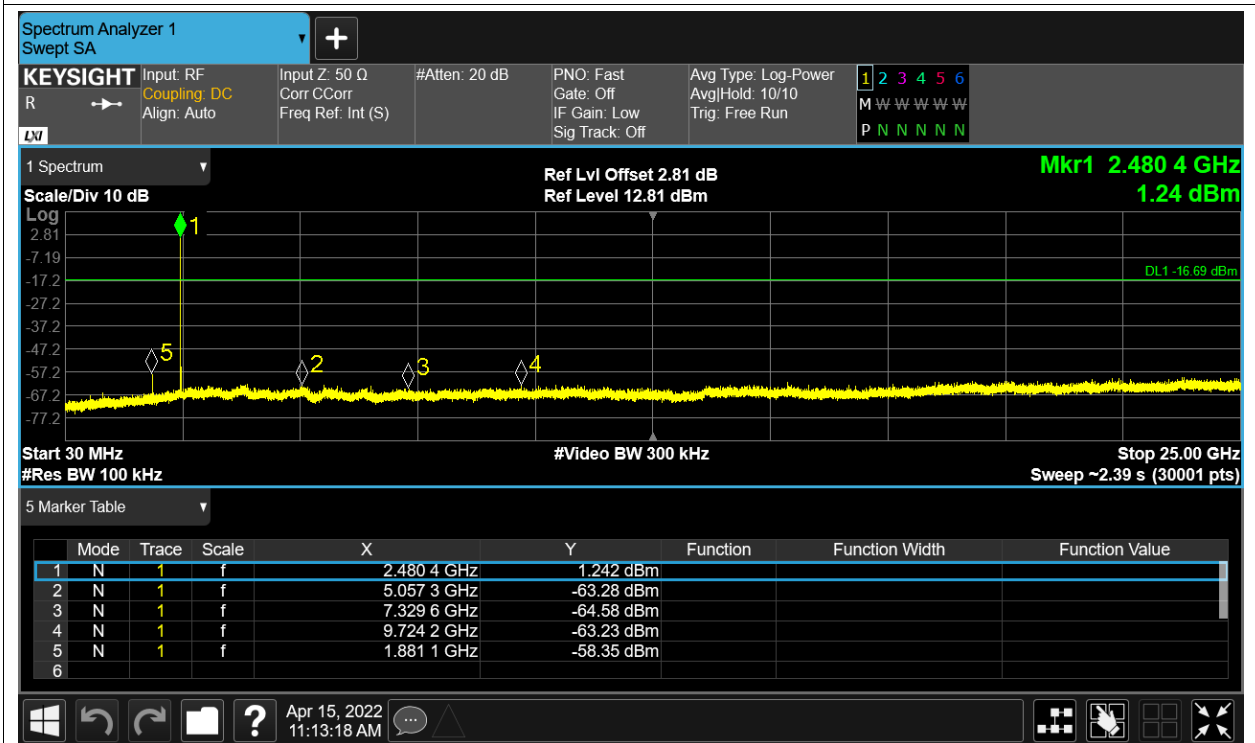 Spectrum Analyzer 1
Swept SA
KEYSIGHT
R
LXI
Input: RF
Coupling: DC
Align: Auto
Input Z: 50 Ω
Corr CCorr
Freq Ref: Int (S)
#Atten: 20 dB
PNO: Fast
Gate: Off
IF Gain: Low
Sig Track: Off
Avg Type: Log-Power
Avg|Hold: 10/10
Trig: Free Run
1 2 3 4 5 6
M W W W W W
P N N N N N
1 Spectrum
Scale/Div 10 dB
Ref Lvl Offset 2.81 dB
Ref Level 12.81 dBm
Mkr1 2.480 4 GHz
1.24 dBm
Log
2.81
-7.19
-17.2
-27.2
-37.2
-47.2
-57.2
-67.2
-77.2
1
5
2
3
4
DL1 -16.69 dBm
Start 30 MHz
#Video BW 300 kHz
Stop 25.00 GHz
#Res BW 100 kHz
Sweep ~2.39 s (30001 pts)
5 Marker Table
Mode Trace Scale X Y Function Function Width Function Value
1 N 1 f 2.480 4 GHz 1.242 dBm
2 N 1 f 5.057 3 GHz -63.28 dBm
3 N 1 f 7.329 6 GHz -64.58 dBm
4 N 1 f 9.724 2 GHz -63.23 dBm
5 N 1 f 1.881 1 GHz -58.35 dBm
6
?
Apr 15, 2022
11:13:18 AM